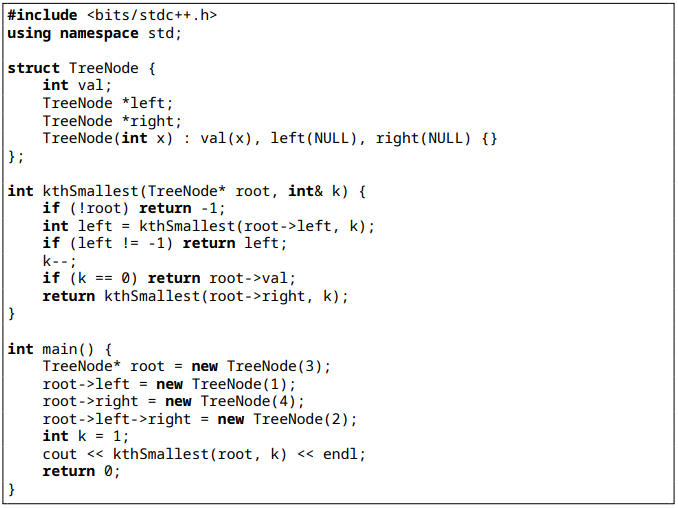 #include <bits/stdc++.h>
using namespace std;

struct TreeNode {
    int val;
    TreeNode *left;
    TreeNode *right;
    TreeNode(int x) : val(x), left(NULL), right(NULL) {}
};

int kthSmallest(TreeNode* root, int& k) {
    if (!root) return -1;
    int left = kthSmallest(root->left, k);
    if (left != -1) return left;
    k--;
    if (k == 0) return root->val;
    return kthSmallest(root->right, k);
}

int main() {
    TreeNode* root = new TreeNode(3);
    root->left = new TreeNode(1);
    root->right = new TreeNode(4);
    root->left->right = new TreeNode(2);
    int k = 1;
    cout << kthSmallest(root, k) << endl;
    return 0;
}